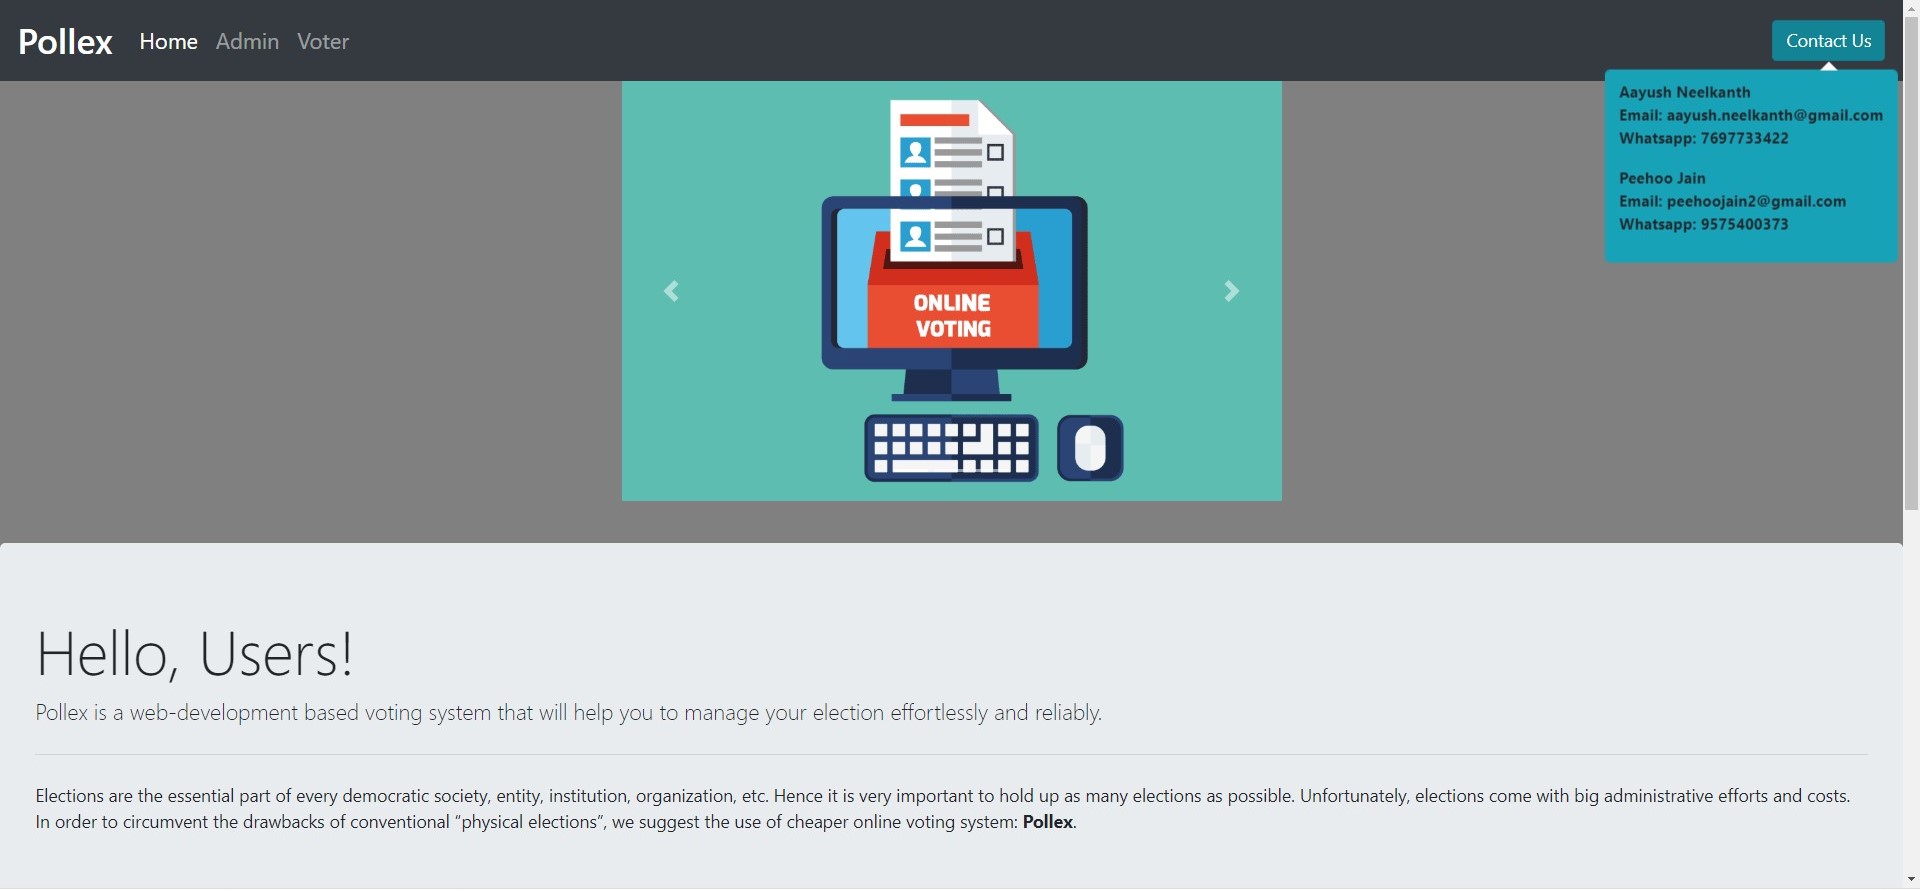 Pollex
Home
Admin
Voter
Contact Us
Aayush Neelkanth
Email: aayush.neelkanth@gmail.com
Whatsapp: 7697733422
Peehoo Jain
Email: peehoojain2@gmail.com
Whatsapp: 9575400373
ONLINE
VOTING
Hello, Users!
Pollex is a web-development based voting system that will help you to manage your election effortlessly and reliably.
Elections are the essential part of every democratic society, entity, institution, organization, etc. Hence it is very important to hold up as many elections as possible. Unfortunately, elections come with big administrative efforts and costs.
In order to circumvent the drawbacks of conventional “physical elections”, we suggest the use of cheaper online voting system: Pollex.